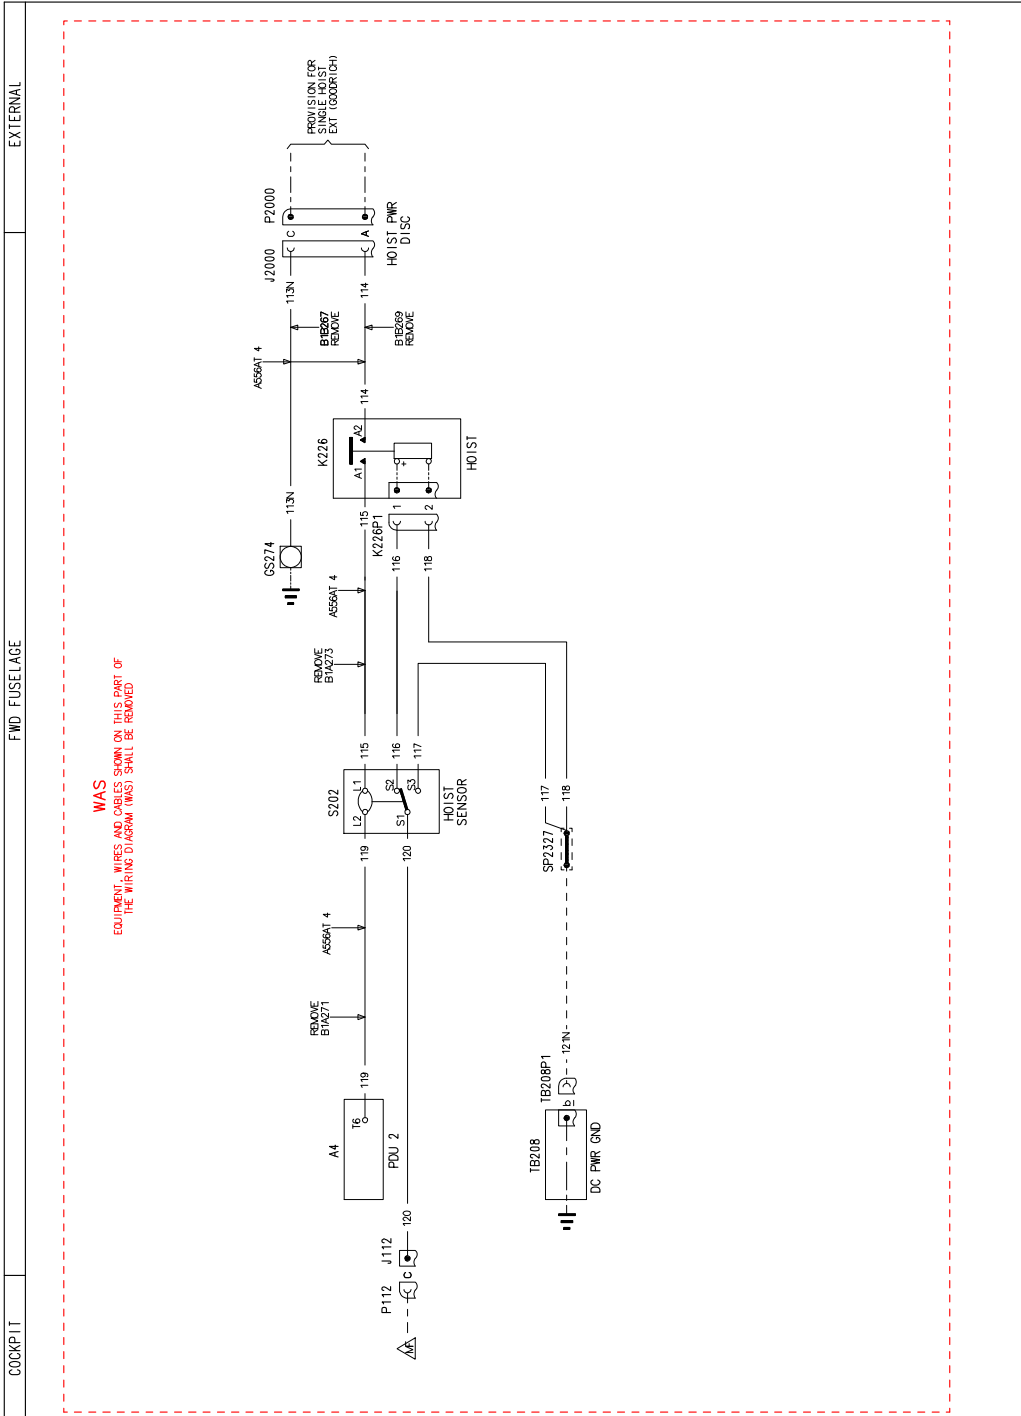 COCKPIT
FWD FUSELAGE
EXTERNAL
WAS
EQUIPMENT, WIRES AND CABLES SHOWN ON THIS PART OF
THE WIRING DIAGRAM (WAS) SHALL BE REMOVED
PROVISION FOR
SINGLE HOIST
EXT (GOODRICH)
P2000
J2000
C
A
HOIST PWR
DISC
113N
114
B1B267
REMOVE
B1B269
REMOVE
A556AT 4
114
K226
A2
A1
+
HOIST
113N
115
K226P1
1
2
GS274
116
118
A556AT 4
REMOVE
B1A273
115
116
117
S202
L1
L2
S2
S3
S1
HOIST
SENSOR
117
118
SP2327
119
120
A556AT 4
REMOVE
B1A271
119
A4
T6
PDU 2
121N
TB208P1
b
TB208
DC PWR GND
120
J112
C
P112